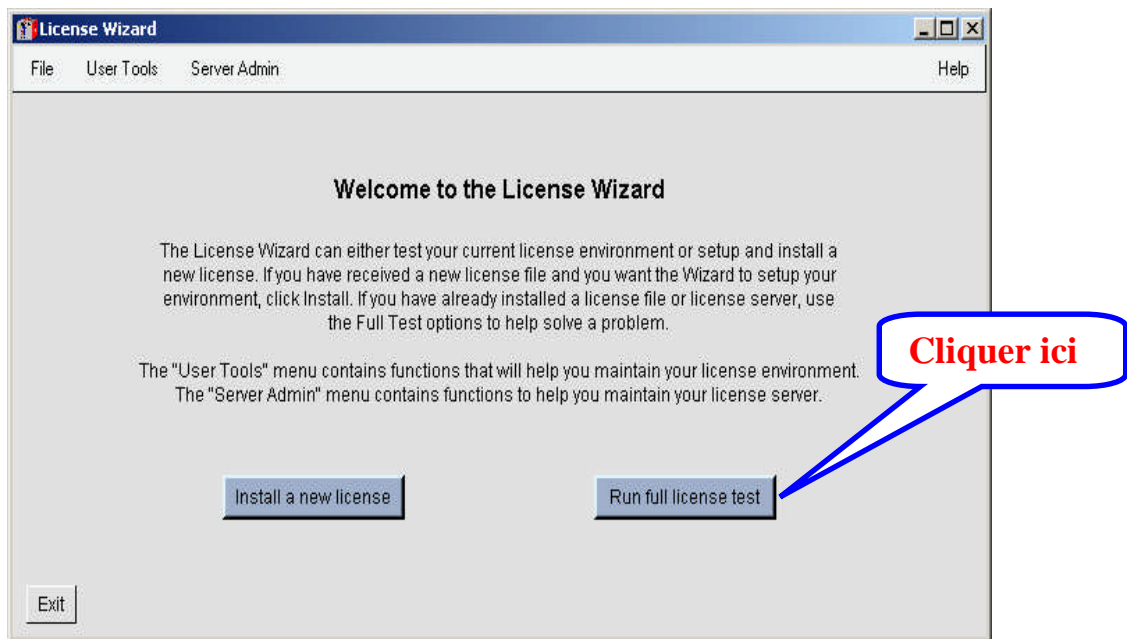 License Wizard
File User Tools Server Admin Help
Welcome to the License Wizard
The License Wizard can either test your current license environment or setup and install a
new license. If you have received a new license file and you want the Wizard to setup your
environment, click Install. If you have already installed a license file or license server, use
the Full Test options to help solve a problem.
Cliquer ici
The "User Tools" menu contains functions that will help you maintain your license environment.
The "Server Admin" menu contains functions to help you maintain your license server.
Install a new license Run full license test
Exit